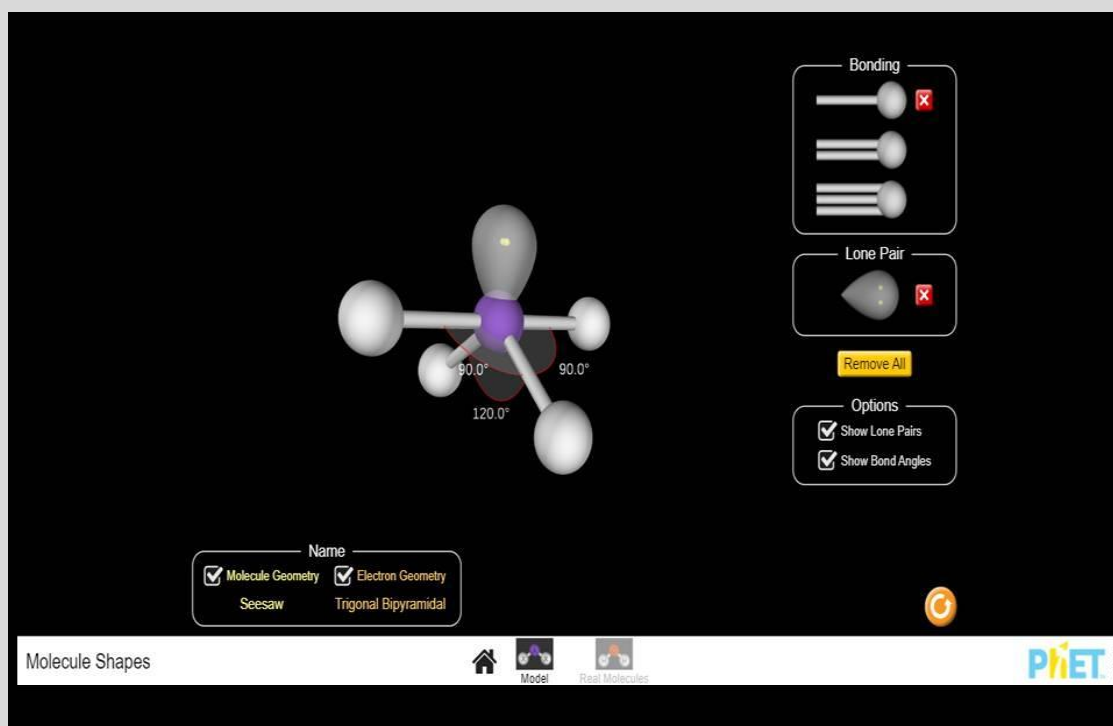 Bonding
Lone Pair
Remove All
Options
Show Lone Pairs
Show Bond Angles
90.0°
90.0°
120.0°
Name
Molecule Geometry Electron Geometry
Seesaw Trigonal Bipyramidal
Molecule Shapes
Model Real Molecules
PhET